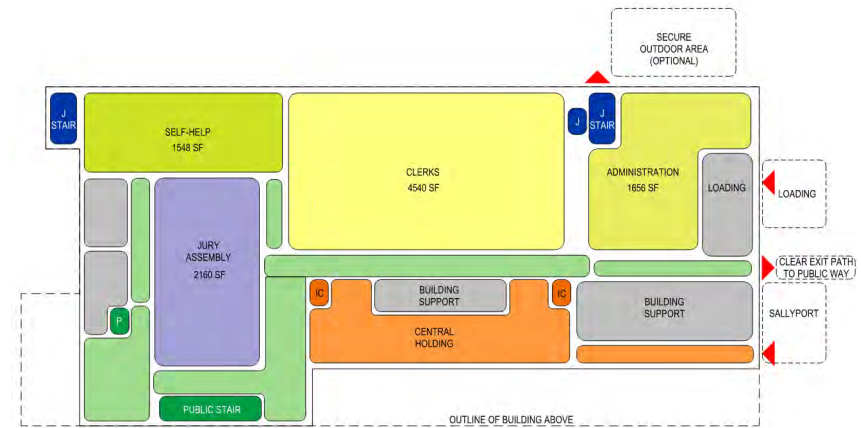 SECURE
OUTDOOR AREA
(OPTIONAL)
J
STAIR
SELF-HELP
1548 SF
CLERKS
4540 SF
J
J
STAIR
ADMINISTRATION
1656 SF
LOADING
LOADING
JURY
ASSEMBLY
2160 SF
CLEAR EXIT PATH
TO PUBLIC WAY
IC
BUILDING
SUPPORT
IC
BUILDING
SUPPORT
SALLYPORT
P
CENTRAL
HOLDING
PUBLIC STAIR
OUTLINE OF BUILDING ABOVE